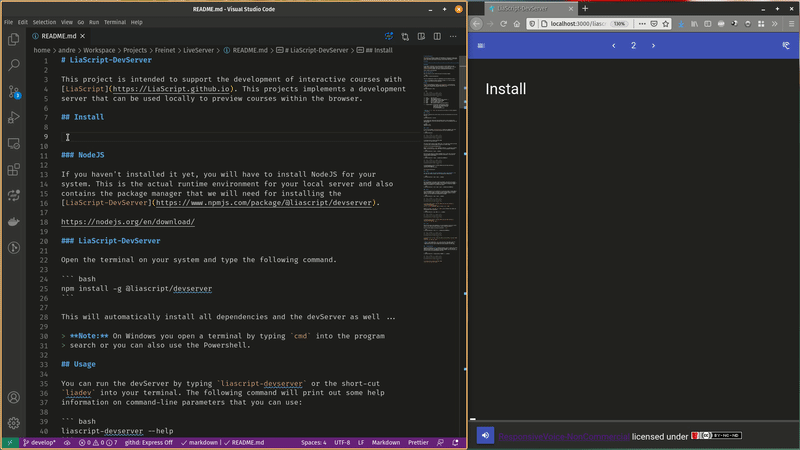 README.md - Visual Studio Code
File Edit Selection View Go Run Terminal Help
README.md
home > andre > Workspace > Projects > Freinet > LiveServer > README.md > # LiaScript-DevServer > ## Install
1 # LiaScript-DevServer
2
3 This project is intended to support the development of interactive courses with
4 [LiaScript](https://LiaScript.github.io). This projects implements a development
5 server that can be used locally to preview courses within the browser.
6
7 ## Install
8
9
10
11 ### NodeJS
12
13 If you haven't installed it yet, you will have to install NodeJS for your
14 system. This is the actual runtime environment for your local server and also
15 contains the package manager that we will need for installing the
16 [LiaScript-DevServer](https://www.npmjs.com/package/@liascript/devserver).
17
18 https://nodejs.org/en/download/
19
20 ### LiaScript-DevServer
21
22 Open the terminal on your system and type the following command.
23
24 ``` bash
25 npm install -g @liascript/devserver
26 ```
27
28 This will automatically install all dependencies and the devServer as well ...
29
30 > **Note:** On Windows you open a terminal by typing `cmd` into the program
31 > search or you can also use the Powershell.
32
33 ## Usage
34
35 You can run the devServer by typing `liascript-devserver` or the short-cut
36 `liadev` into your terminal. The following command will print out some help
37 information on command-line parameters that you can use:
38
39 ``` bash
40 liascript-devserver --help
3
develop* 0 0 7 githd: Express Off markdown | README.md Spaces: 4 UTF-8 LF Markdown Prettier
LiaScript-DevServer
localhost:3000/lias 130%
2
Install
licensed under
BY-NC-ND